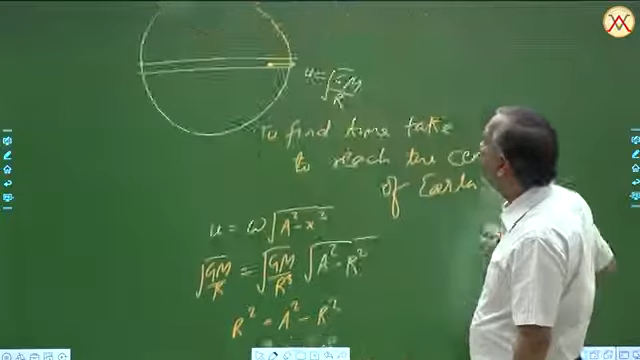 u = √GM/R
To find time take
to reach the cen
of Earth
u = ω√A²-x²
√GM/R = √GM/R³ √A²-R²
R² = A² - R²